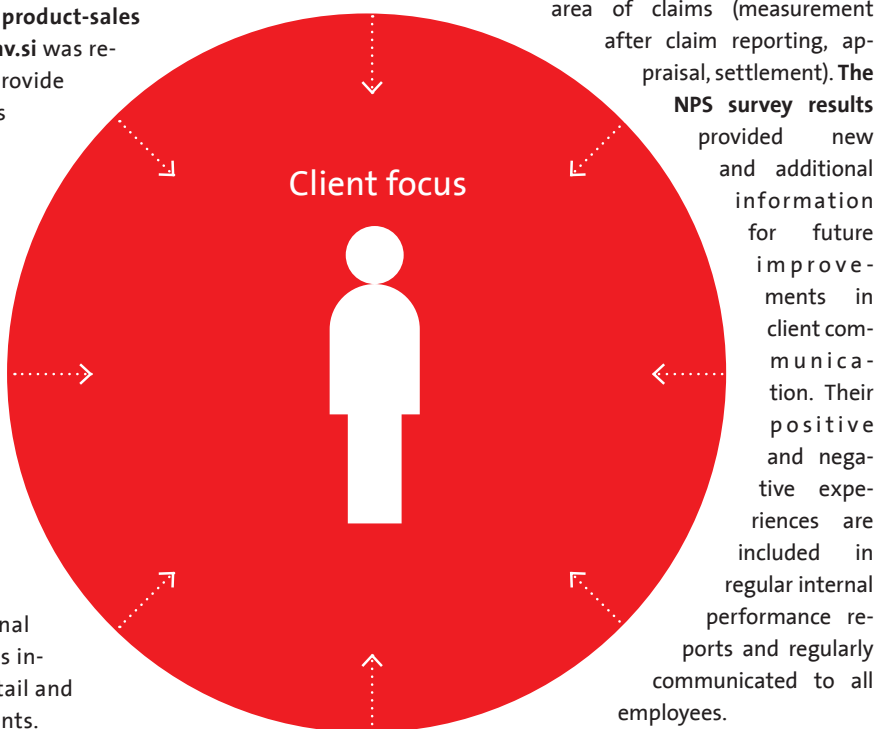 product-sales
av.si was re-
rovide
s
nal
s in-
tail and
nts.
Client focus
area of claims (measurement
after claim reporting, ap-
praisal, settlement). The
NPS survey results
provided new
and additional
information
for future
improve-
ments in
client com-
munica-
tion. Their
positive
and nega-
tive expe-
riences are
included in
regular internal
performance re-
ports and regularly
communicated to all
employees.